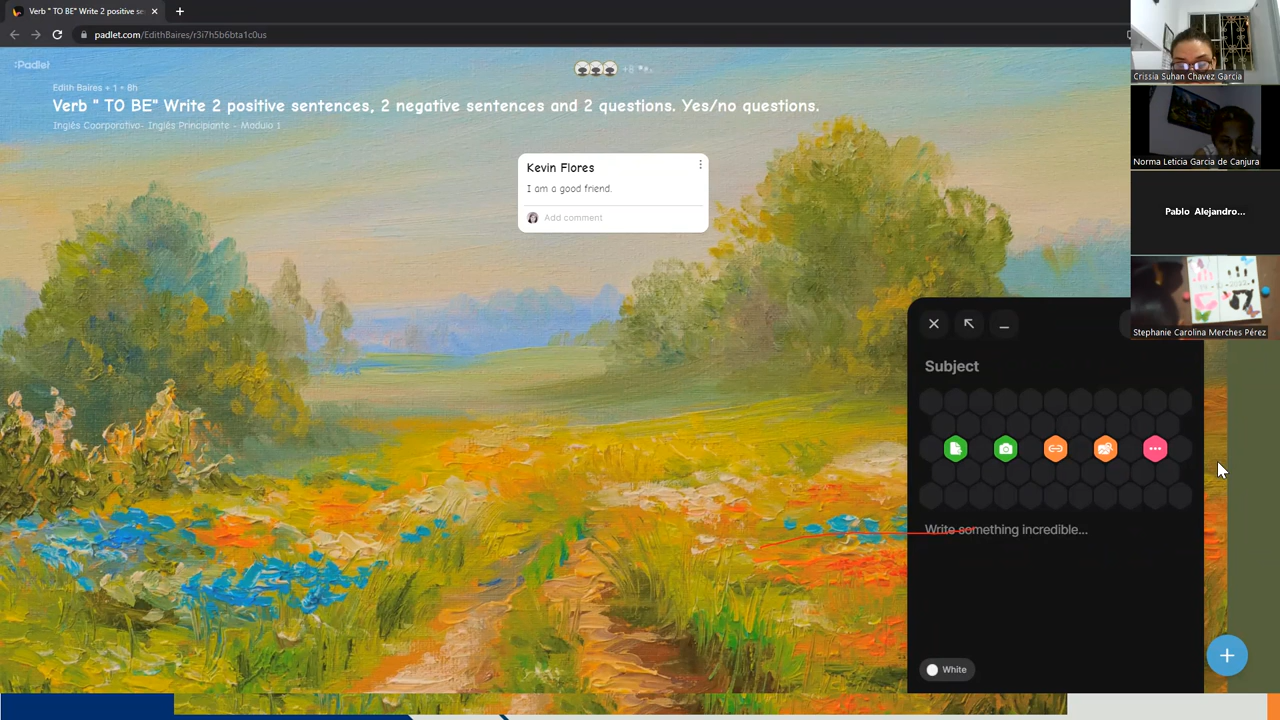 Verb " TO BE" Write 2 positive se
padlet.com/EdithBaires/r3i7h5b6bta1c0us
:Padlet
+8
Edith Baires • 1 • 8h
Verb " TO BE" Write 2 positive sentences, 2 negative sentences and 2 questions. Yes/no questions.
Inglés Coorporativo- Inglés Principiante - Modulo 1
Kevin Flores
I am a good friend.
Add comment
Subject
Write something incredible...
White
Crissia Suhan Chavez Garcia
Norma Leticia Garcia de Canjura
Pablo Alejandro...
Stephanie Carolina Merches Pérez